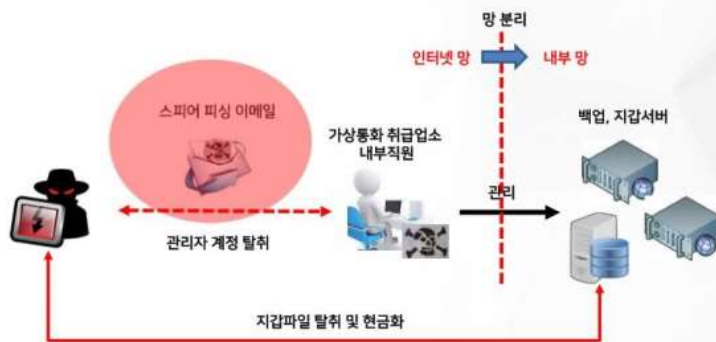 망 분리
인터넷 망
내부 망
스피어 피싱 이메일
가상통화 취급업소
내부직원
백업, 지갑서버
관리
관리자 계정 탈취
지갑파일 탈취 및 현금화